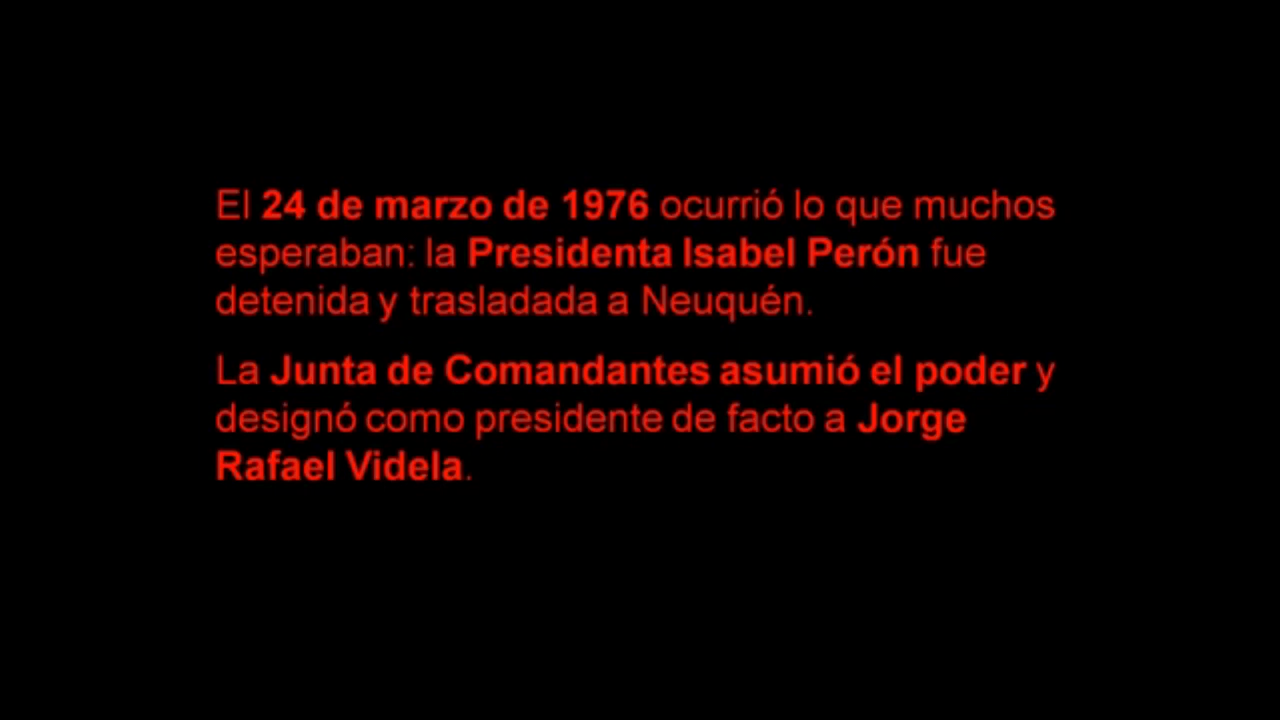 El 24 de marzo de 1976 ocurrió lo que muchos
esperaban: la Presidenta Isabel Perón fue
detenida y trasladada a Neuquén.
La Junta de Comandantes asumió el poder y
designó como presidente de facto a Jorge
Rafael Videla.